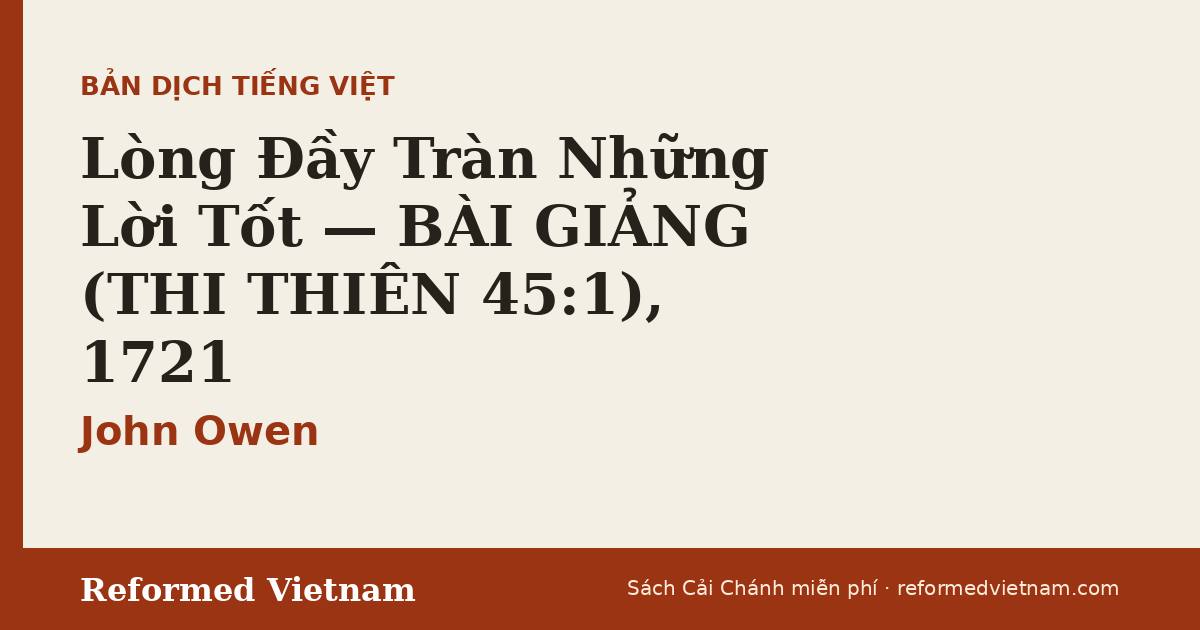 BẢN DỊCH TIẾNG VIỆT
Lòng Đầy Tràn Những
Lời Tốt — BÀI GIẢNG
(THI THIÊN 45:1),
1721
John Owen
Reformed Vietnam
Sách Cải Chánh miễn phí · reformedvietnam.com